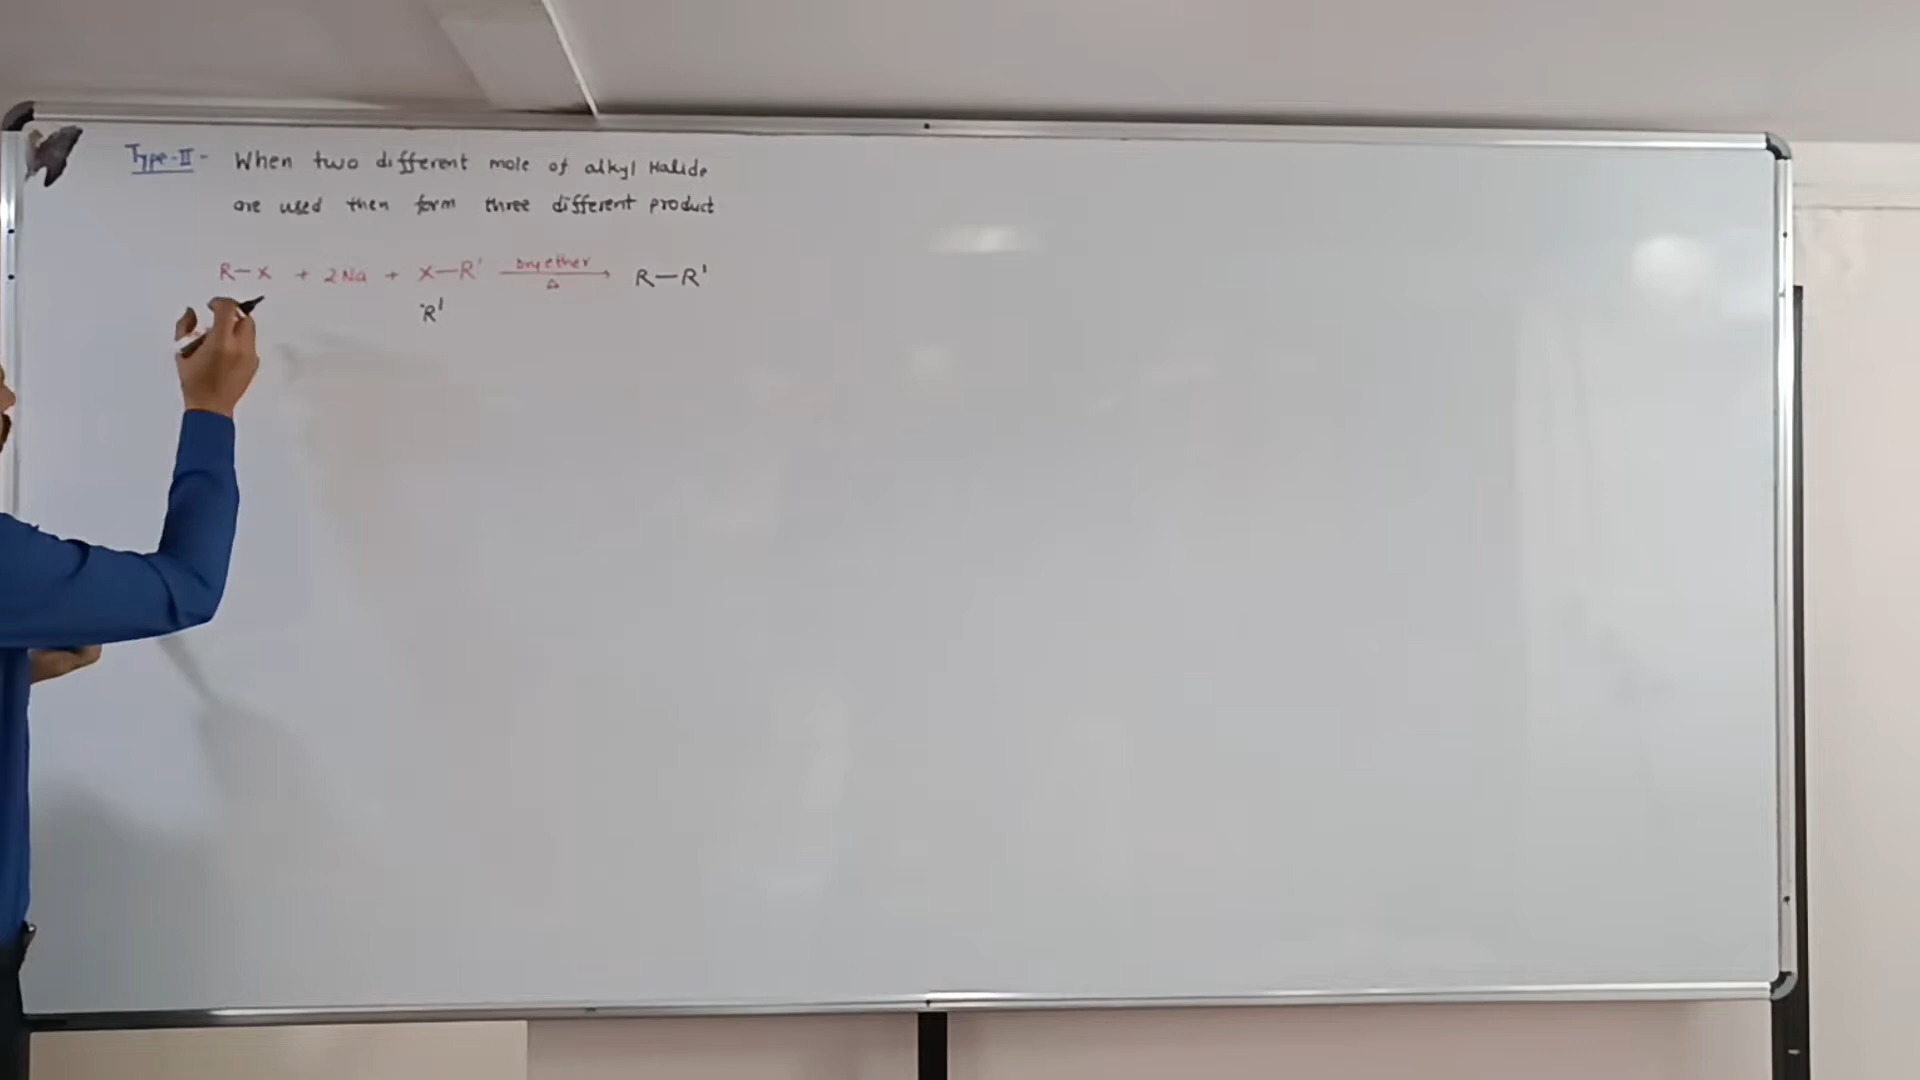 Type-II- When two different mole of alkyl Halide
are used then form three different product
R-X + 2Na + X-R' Dry ether Δ → R-R'
·R'